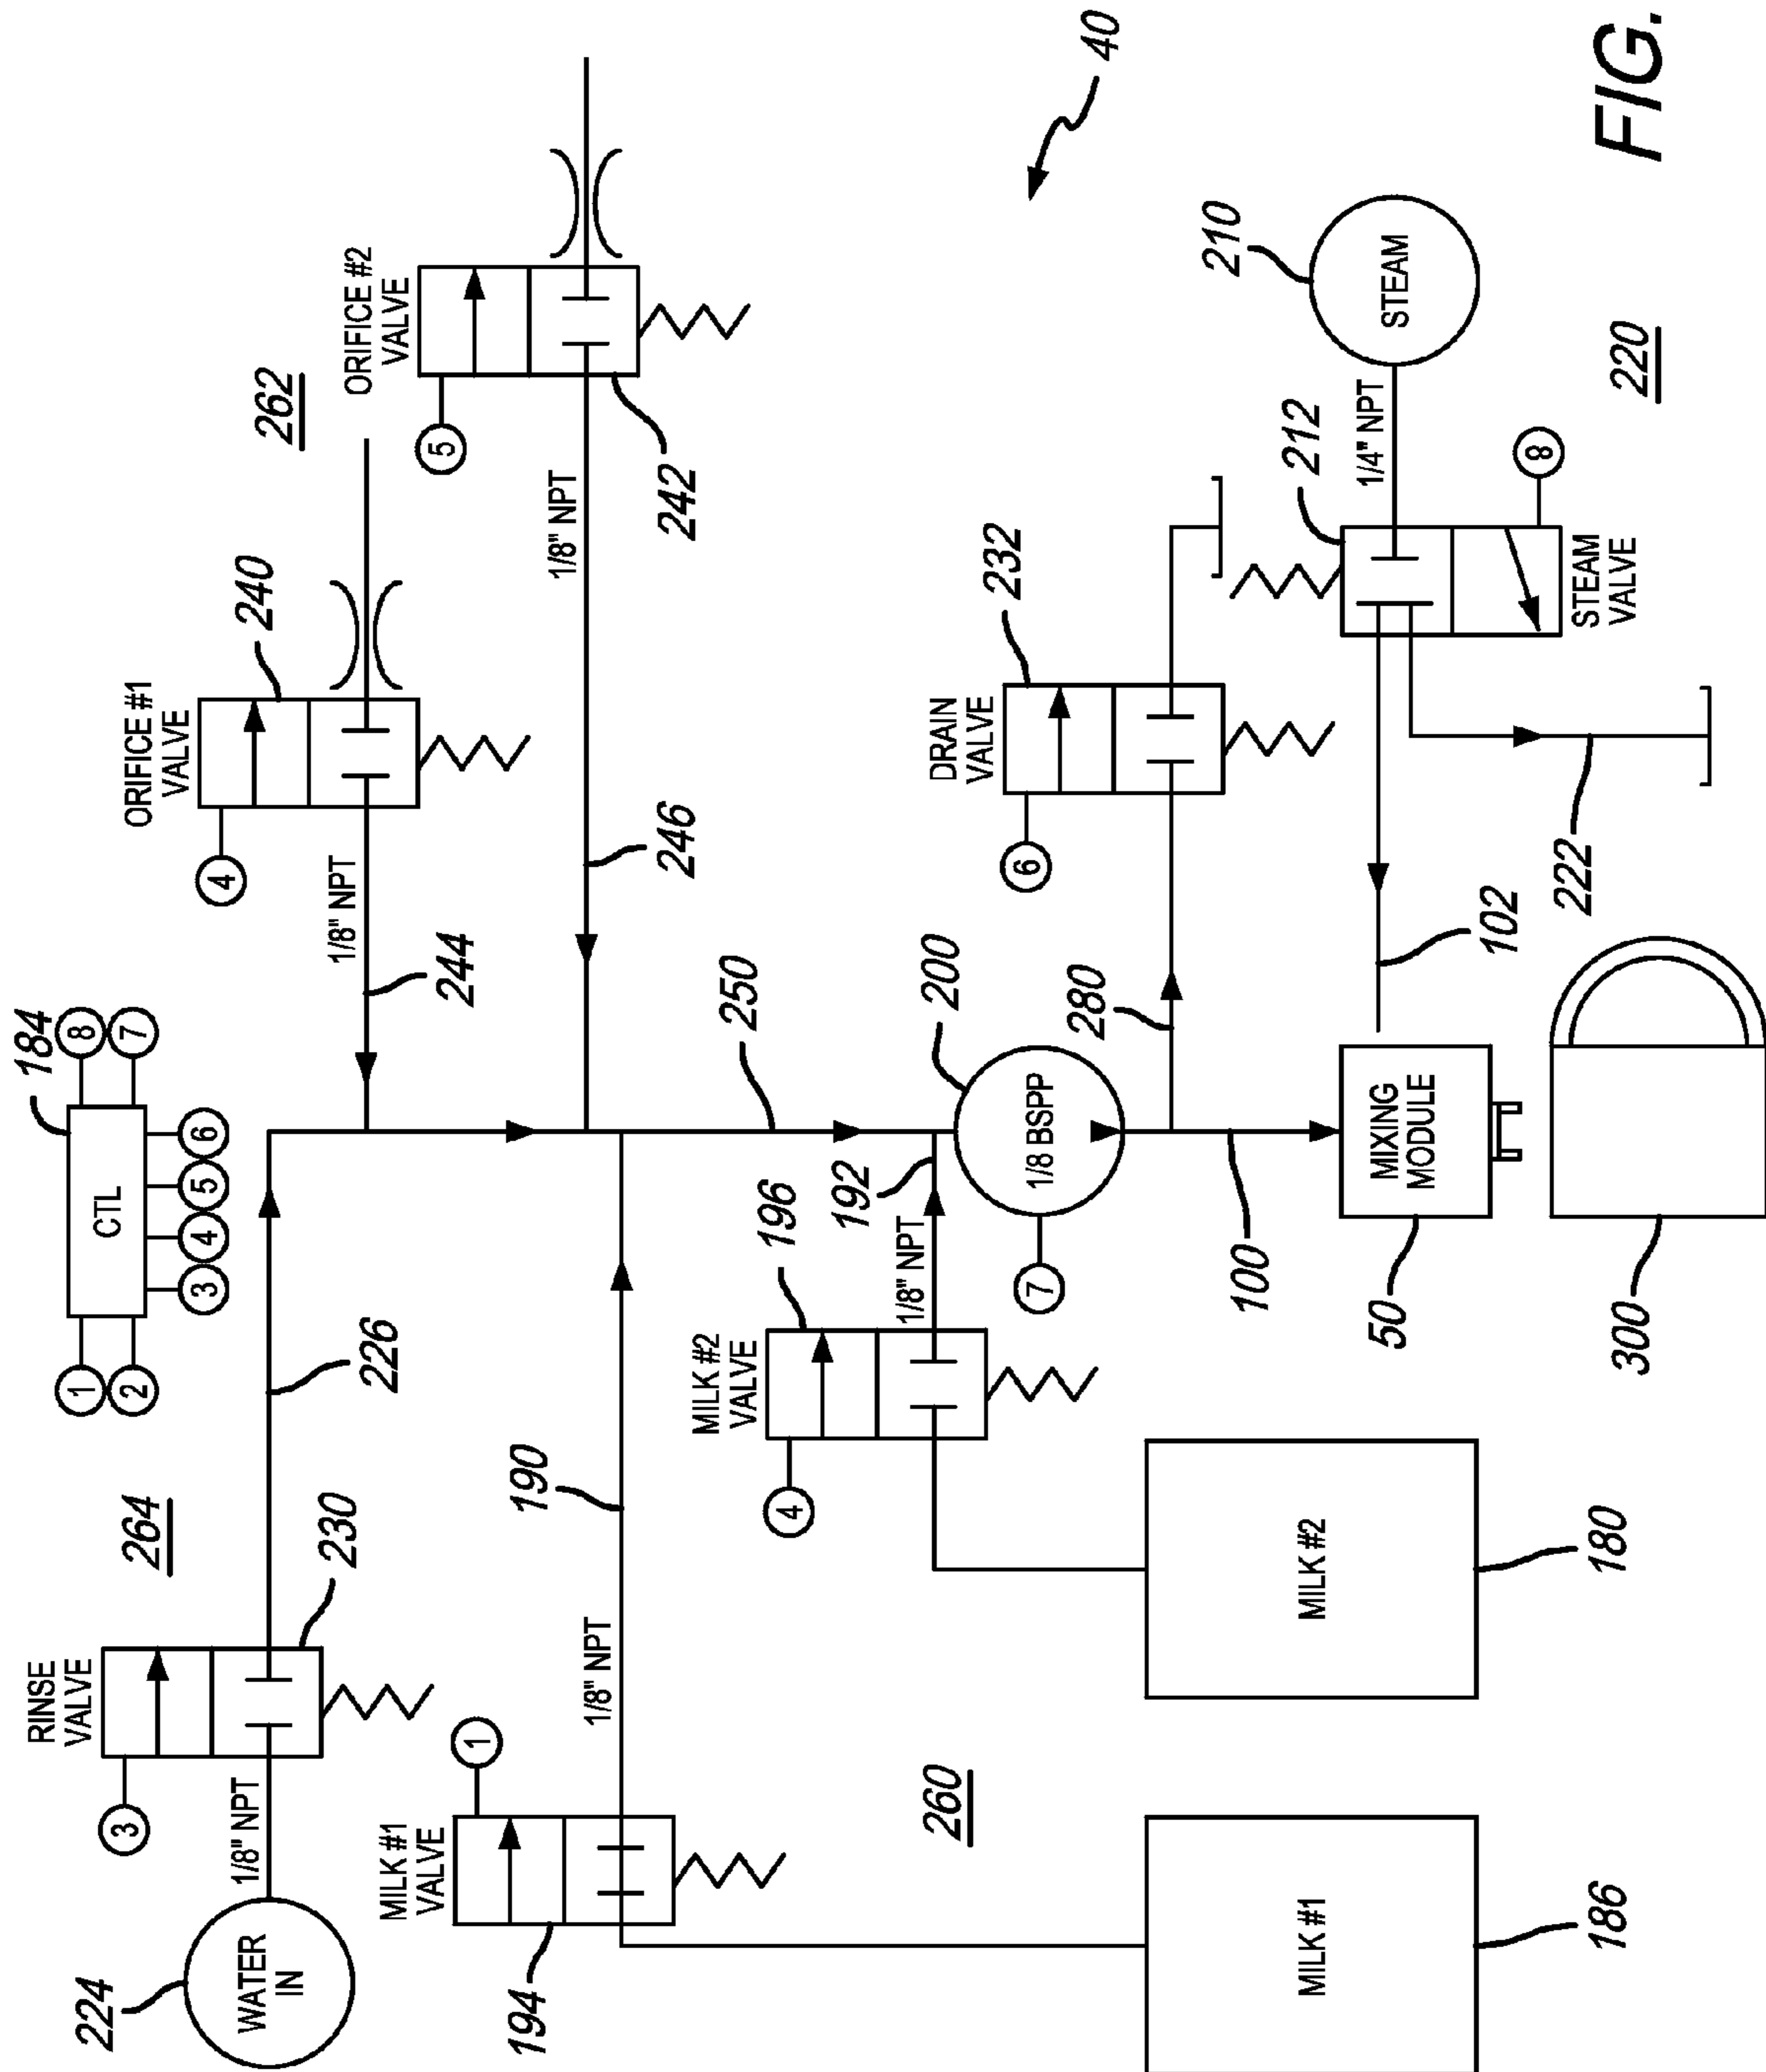 224
WATER
IN
1/8" NPT
3
RINSE
VALVE
230
264
226
1
2
CTL
3
4
5
6
7
8
184
244
1/8" NPT
4
ORIFICE #1
VALVE
240
262
246
1/8" NPT
5
ORIFICE #2
VALVE
242
40
194
MILK #1
VALVE
1
1/8" NPT
190
250
260
MILK #1
186
MILK #2
180
4
MILK #2
VALVE
196
1/8" NPT
192
200
1/8 BSPP
7
280
6
DRAIN
VALVE
232
100
MIXING
MODULE
50
300
102
222
212
STEAM
VALVE
8
1/4" NPT
STEAM
210
220
FIG.